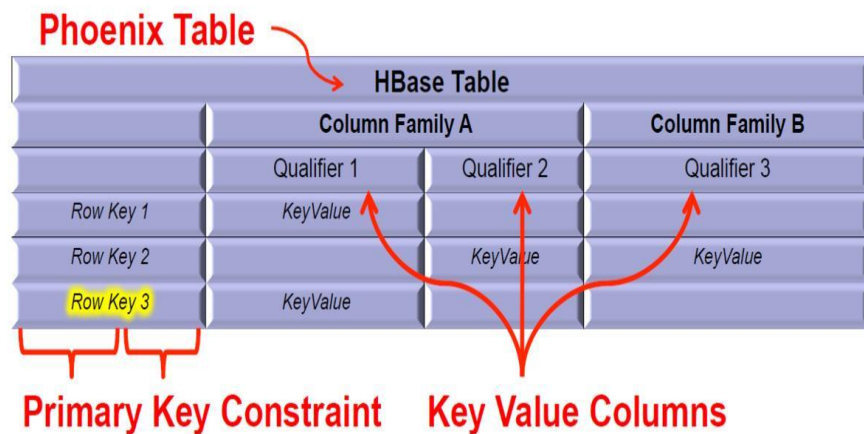 Phoenix Table
HBase Table
Column Family A Column Family B
Qualifier 1 Qualifier 2 Qualifier 3
Row Key 1 KeyValue
Row Key 2 KeyValue KeyValue
Row Key 3 KeyValue
Primary Key Constraint Key Value Columns